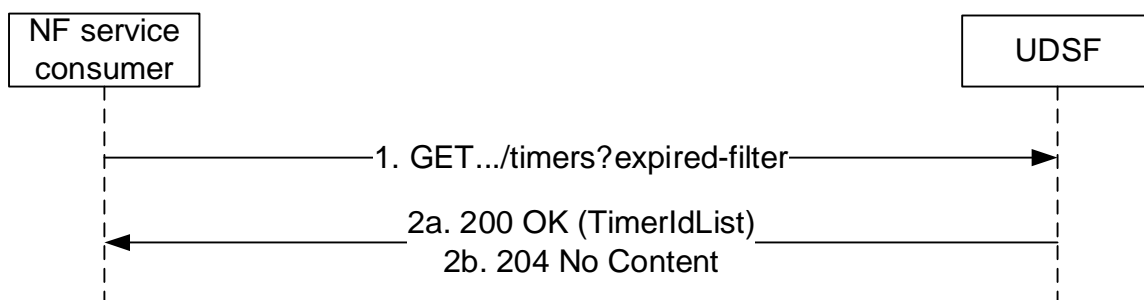 NF service
consumer
UDSF
1. GET.../timers?expired-filter
2a. 200 OK (TimerIdList)
2b. 204 No Content